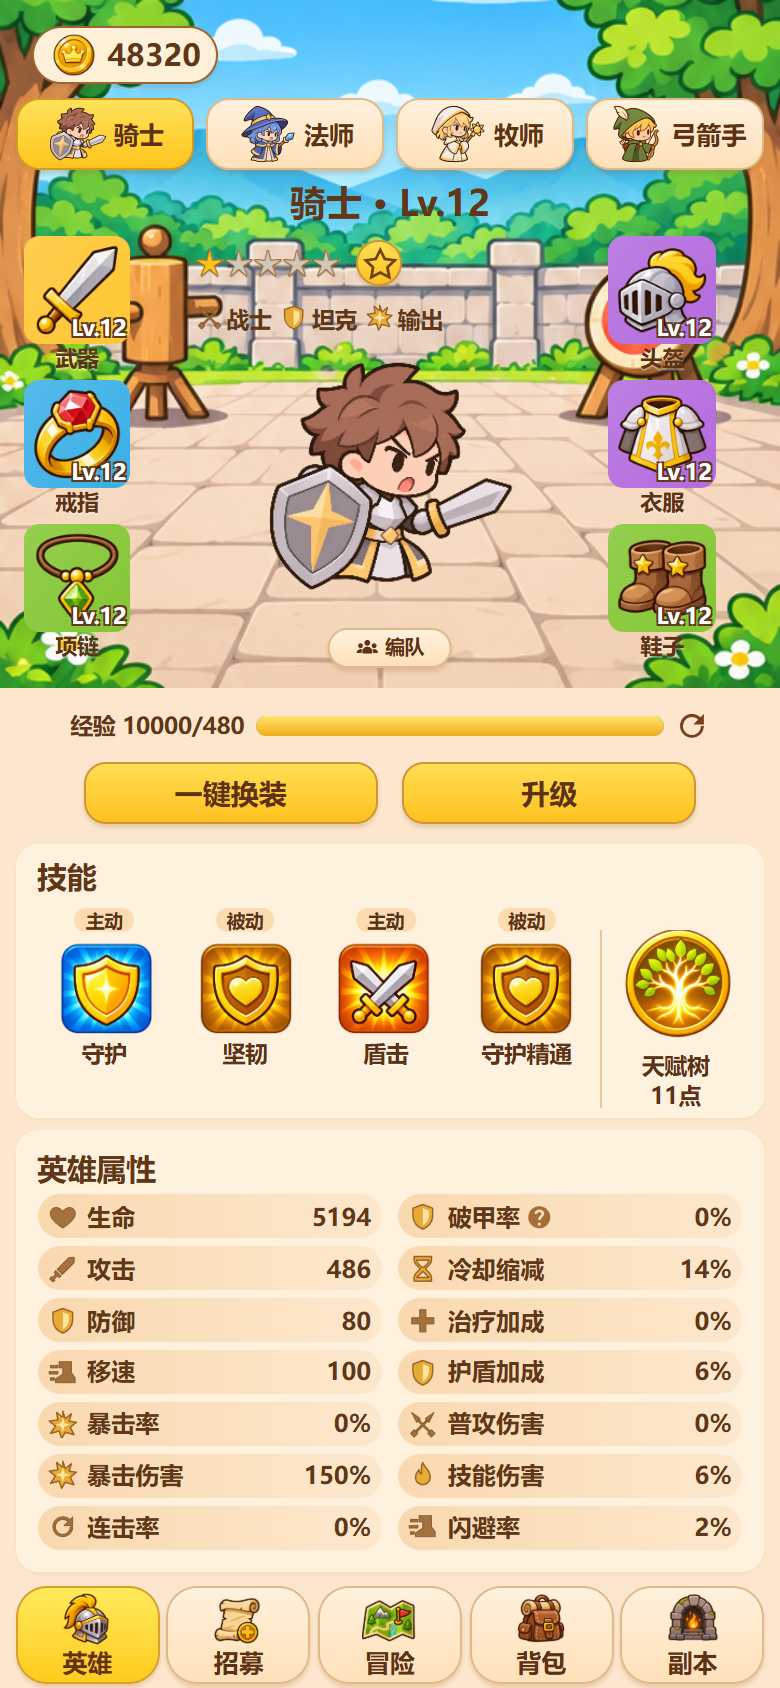 48320
骑士 法师 牧师 弓箭手
骑士 • Lv.12
战士 坦克 输出
Lv.12
武器
Lv.12
戒指
Lv.12
项链
Lv.12
头盔
Lv.12
衣服
Lv.12
鞋子
编队
经验 10000/480
一键换装 升级
技能
主动 被动 主动 被动
守护 坚韧 盾击 守护精通
天赋树
11点
英雄属性
生命 5194 破甲率 ? 0%
攻击 486 冷却缩减 14%
防御 80 治疗加成 0%
移速 100 护盾加成 6%
暴击率 0% 普攻伤害 0%
暴击伤害 150% 技能伤害 6%
连击率 0% 闪避率 2%
英雄 招募 冒险 背包 副本